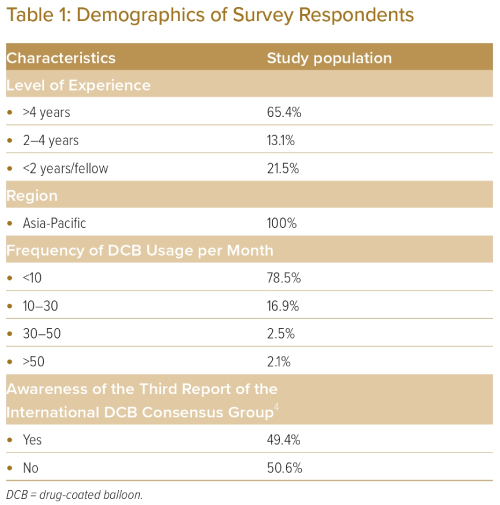 Table 1: Demographics of Survey Respondents
Characteristics Study population
Level of Experience
• >4 years 65.4%
• 2–4 years 13.1%
• <2 years/fellow 21.5%
Region
• Asia-Pacific 100%
Frequency of DCB Usage per Month
• <10 78.5%
• 10–30 16.9%
• 30–50 2.5%
• >50 2.1%
Awareness of the Third Report of the
International DCB Consensus Group4
• Yes 49.4%
• No 50.6%
DCB = drug-coated balloon.